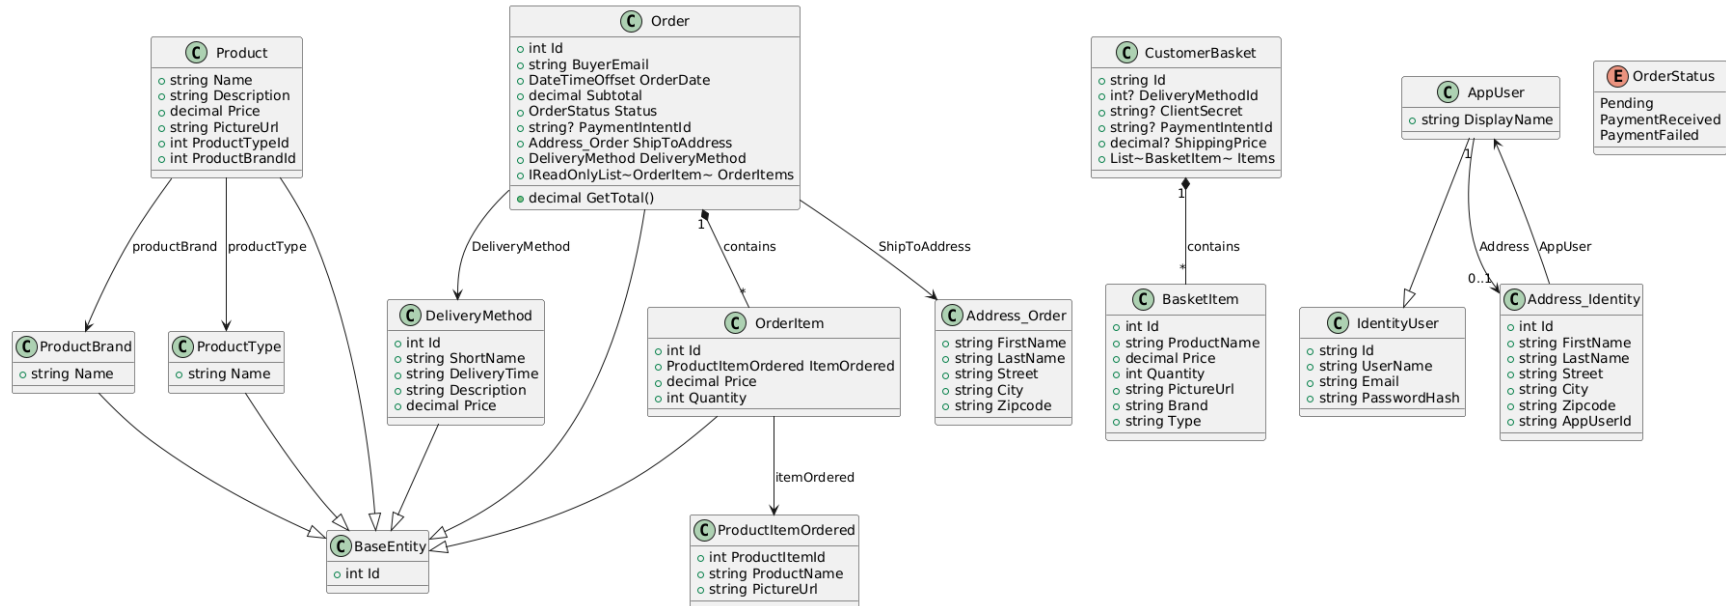 C Product
string Name
string Description
decimal Price
string PictureUrl
int ProductTypeId
int ProductBrandId
C Order
int Id
string BuyerEmail
DateTimeOffset OrderDate
decimal Subtotal
OrderStatus Status
string? PaymentIntentId
Address_Order ShipToAddress
DeliveryMethod DeliveryMethod
IReadOnlyList~OrderItem~ OrderItems
decimal GetTotal()
C CustomerBasket
string Id
int? DeliveryMethodId
string? ClientSecret
string? PaymentIntentId
decimal? ShippingPrice
List~BasketItem~ Items
C AppUser
string DisplayName
E OrderStatus
Pending
PaymentReceived
PaymentFailed
productBrand
productType
DeliveryMethod
1
contains
*
ShipToAddress
1
contains
*
1
Address
0..1
AppUser
C ProductBrand
string Name
C ProductType
string Name
C DeliveryMethod
int Id
string ShortName
string DeliveryTime
string Description
decimal Price
C OrderItem
int Id
ProductItemOrdered ItemOrdered
decimal Price
int Quantity
C Address_Order
string FirstName
string LastName
string Street
string City
string Zipcode
C BasketItem
int Id
string ProductName
decimal Price
int Quantity
string PictureUrl
string Brand
string Type
C IdentityUser
string Id
string UserName
string Email
string PasswordHash
C Address_Identity
int Id
string FirstName
string LastName
string Street
string City
string Zipcode
string AppUserId
itemOrdered
C BaseEntity
int Id
C ProductItemOrdered
int ProductItemId
string ProductName
string PictureUrl